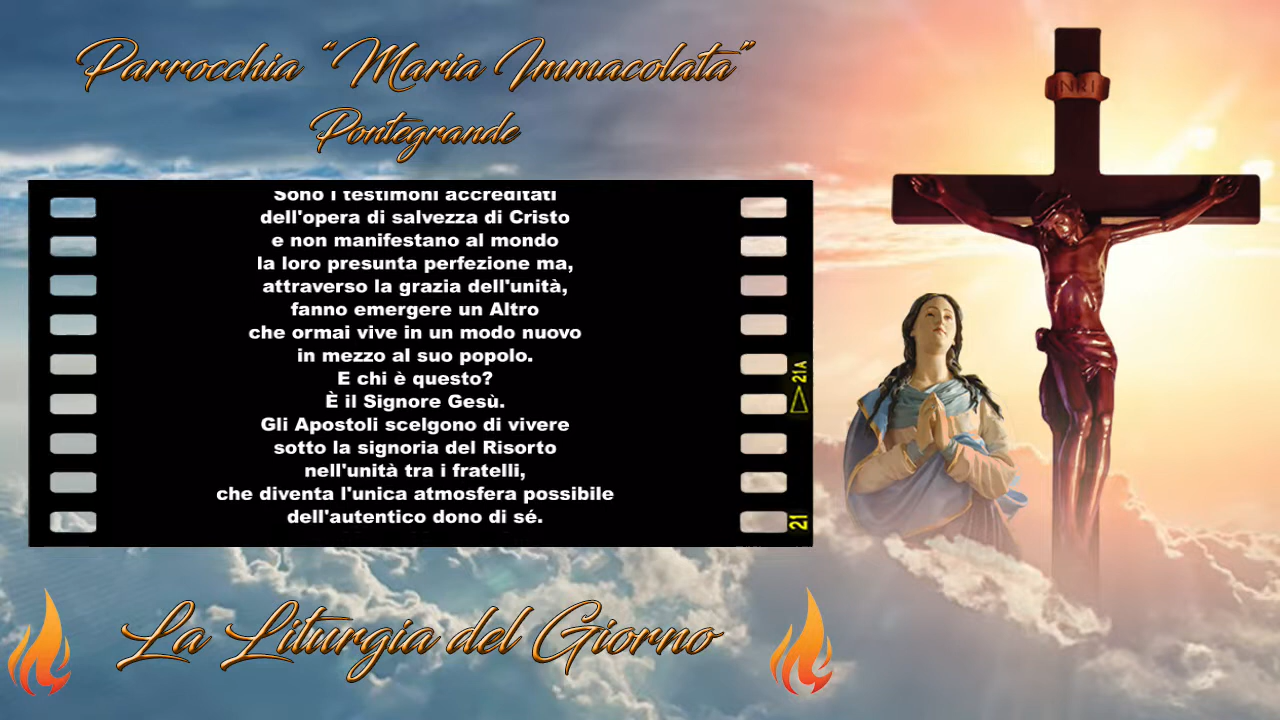 Parrocchia "Maria Immacolata"
Pontegrande
Sono i testimoni accreditati
dell'opera di salvezza di Cristo
e non manifestano al mondo
la loro presunta perfezione ma,
attraverso la grazia dell'unità,
fanno emergere un Altro
che ormai vive in un modo nuovo
in mezzo al suo popolo.
E chi è questo?
È il Signore Gesù.
Gli Apostoli scelgono di vivere
sotto la signoria del Risorto
nell'unità tra i fratelli,
che diventa l'unica atmosfera possibile
dell'autentico dono di sé.
21A
21
La Liturgia del Giorno
INRI